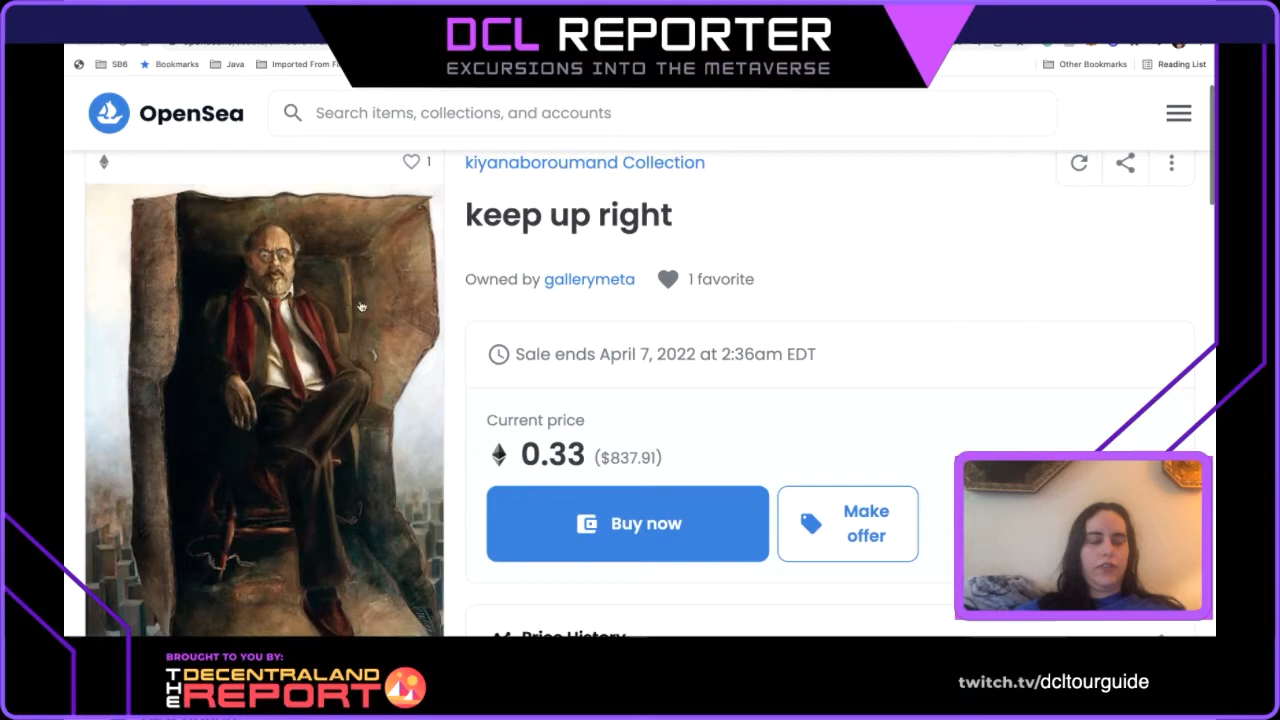 DCL REPORTER
EXCURSIONS INTO THE METAVERSE
SB6
Bookmarks
Java
Other Bookmarks
Reading List
OpenSea
Search items, collections, and accounts
1
kiyanaboroumand Collection
keep up right
Owned by gallerymeta
1 favorite
Sale ends April 7, 2022 at 2:36am EDT
Current price
0.33 ($837.91)
Buy now
Make
offer
Price History
BROUGHT TO YOU BY:
THE DECENTRALAND
REPORT
twitch.tv/dcltourguide